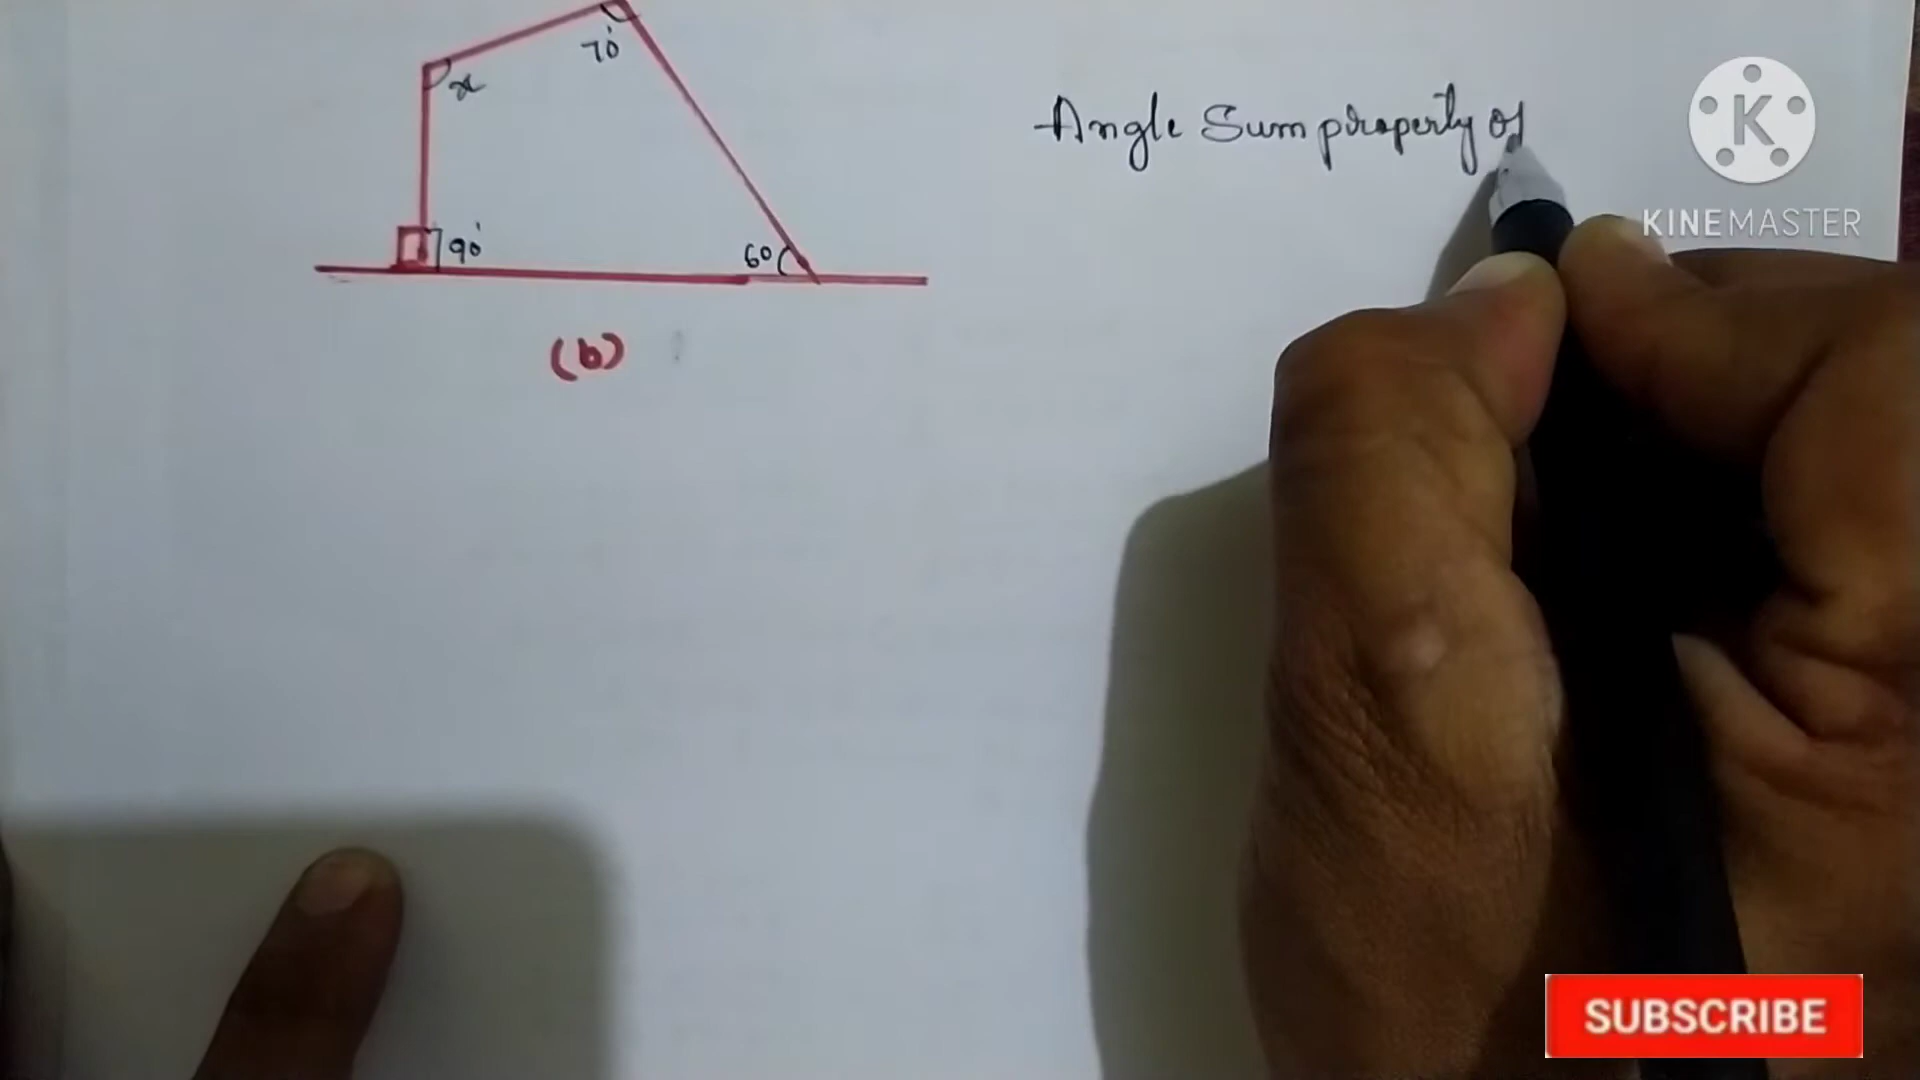 70°
x
Angle Sum property of
K
KINEMASTER
90°
60
(b)
SUBSCRIBE